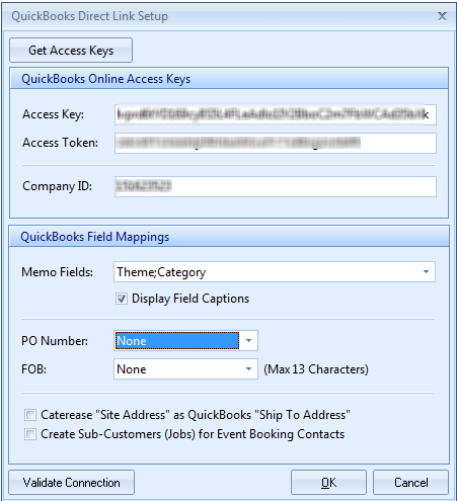 QuickBooks Direct Link Setup x
Get Access Keys
QuickBooks Online Access Keys
Access Key:
Access Token:
Company ID:
QuickBooks Field Mappings
Memo Fields: Theme;Category
Display Field Captions
PO Number: None
FOB: None (Max 13 Characters)
Caterease "Site Address" as QuickBooks "Ship To Address"
Create Sub-Customers (Jobs) for Event Booking Contacts
Validate Connection OK Cancel